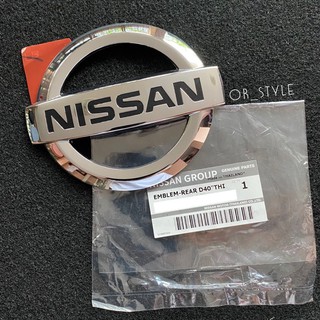 NISSAN
OR_STYLE
NISSAN GROUP
EMBLEM-REAR D40*THI
1